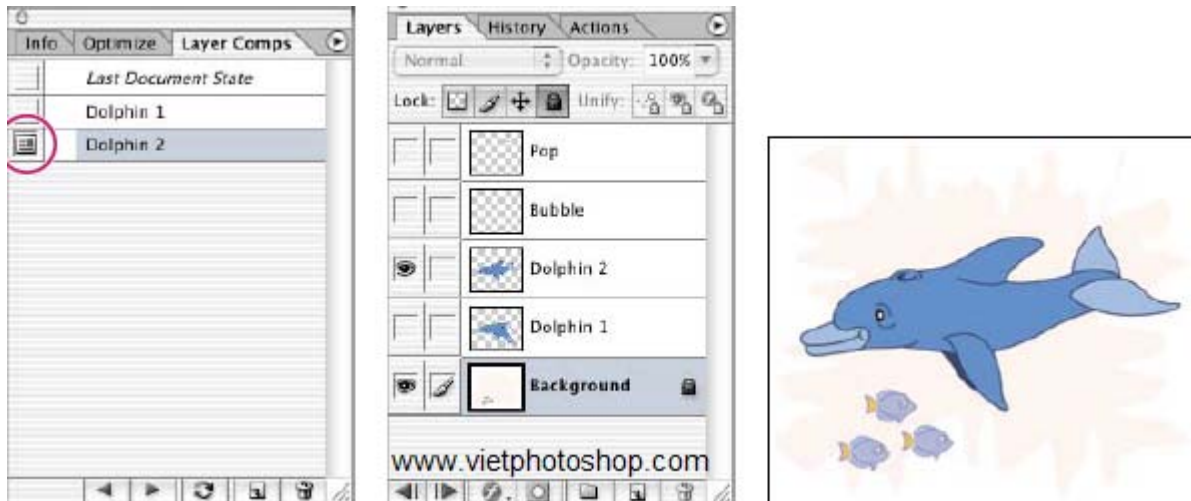 Info Optimize Layer Comps
Last Document State
Dolphin 1
Dolphin 2
Layers History Actions
Normal Opacity: 100%
Lock: Unify:
Pop
Bubble
Dolphin 2
Dolphin 1
Background
www.vietphotoshop.com